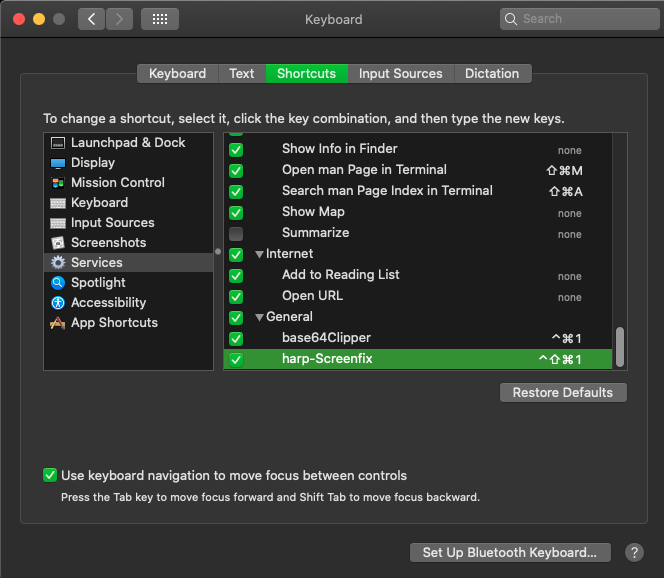 Keyboard
Search
Keyboard Text Shortcuts Input Sources Dictation
To change a shortcut, select it, click the key combination, and then type the new keys.
Launchpad & Dock
Display
Mission Control
Keyboard
Input Sources
Screenshots
Services
Spotlight
Accessibility
App Shortcuts
Show Info in Finder none
Open man Page in Terminal ⇧⌘M
Search man Page Index in Terminal ⇧⌘A
Show Map none
Summarize none
Internet
Add to Reading List none
Open URL none
General
base64Clipper ^⌘1
harp-Screenfix ^⇧⌘1
Restore Defaults
Use keyboard navigation to move focus between controls
Press the Tab key to move focus forward and Shift Tab to move focus backward.
Set Up Bluetooth Keyboard... ?